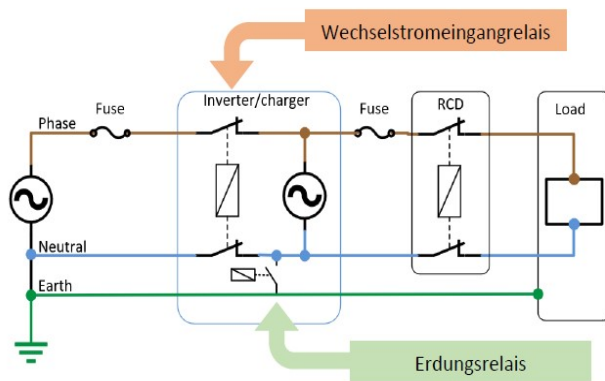 Wechselstromeingangrelais
Inverter/charger
RCD
Load
Phase
Fuse
Fuse
Neutral
Earth
Erdungsrelais